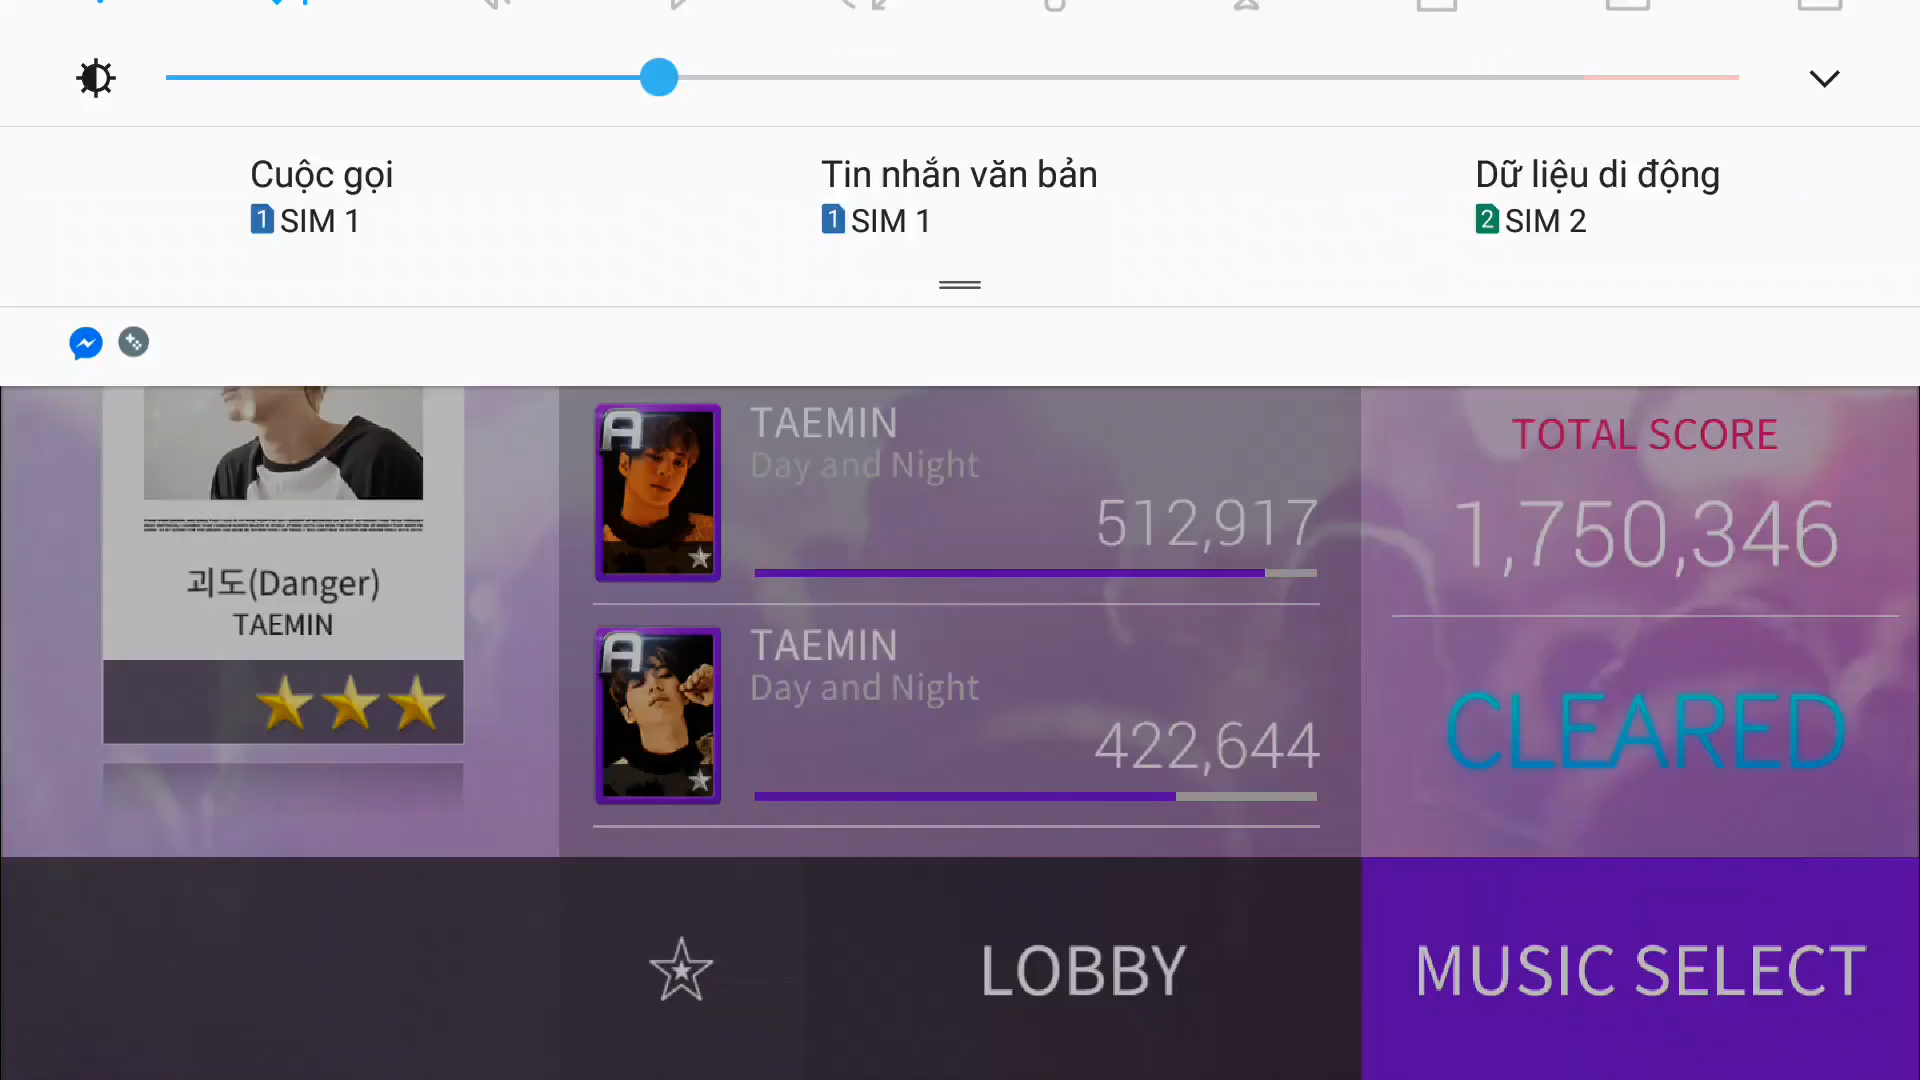 Cuộc gọi
1 SIM 1
Tin nhắn văn bản
1 SIM 1
Dữ liệu di động
2 SIM 2
괴도(Danger)
TAEMIN
A
TAEMIN
Day and Night
512,917
A
TAEMIN
Day and Night
422,644
TOTAL SCORE
1,750,346
CLEARED
LOBBY
MUSIC SELECT